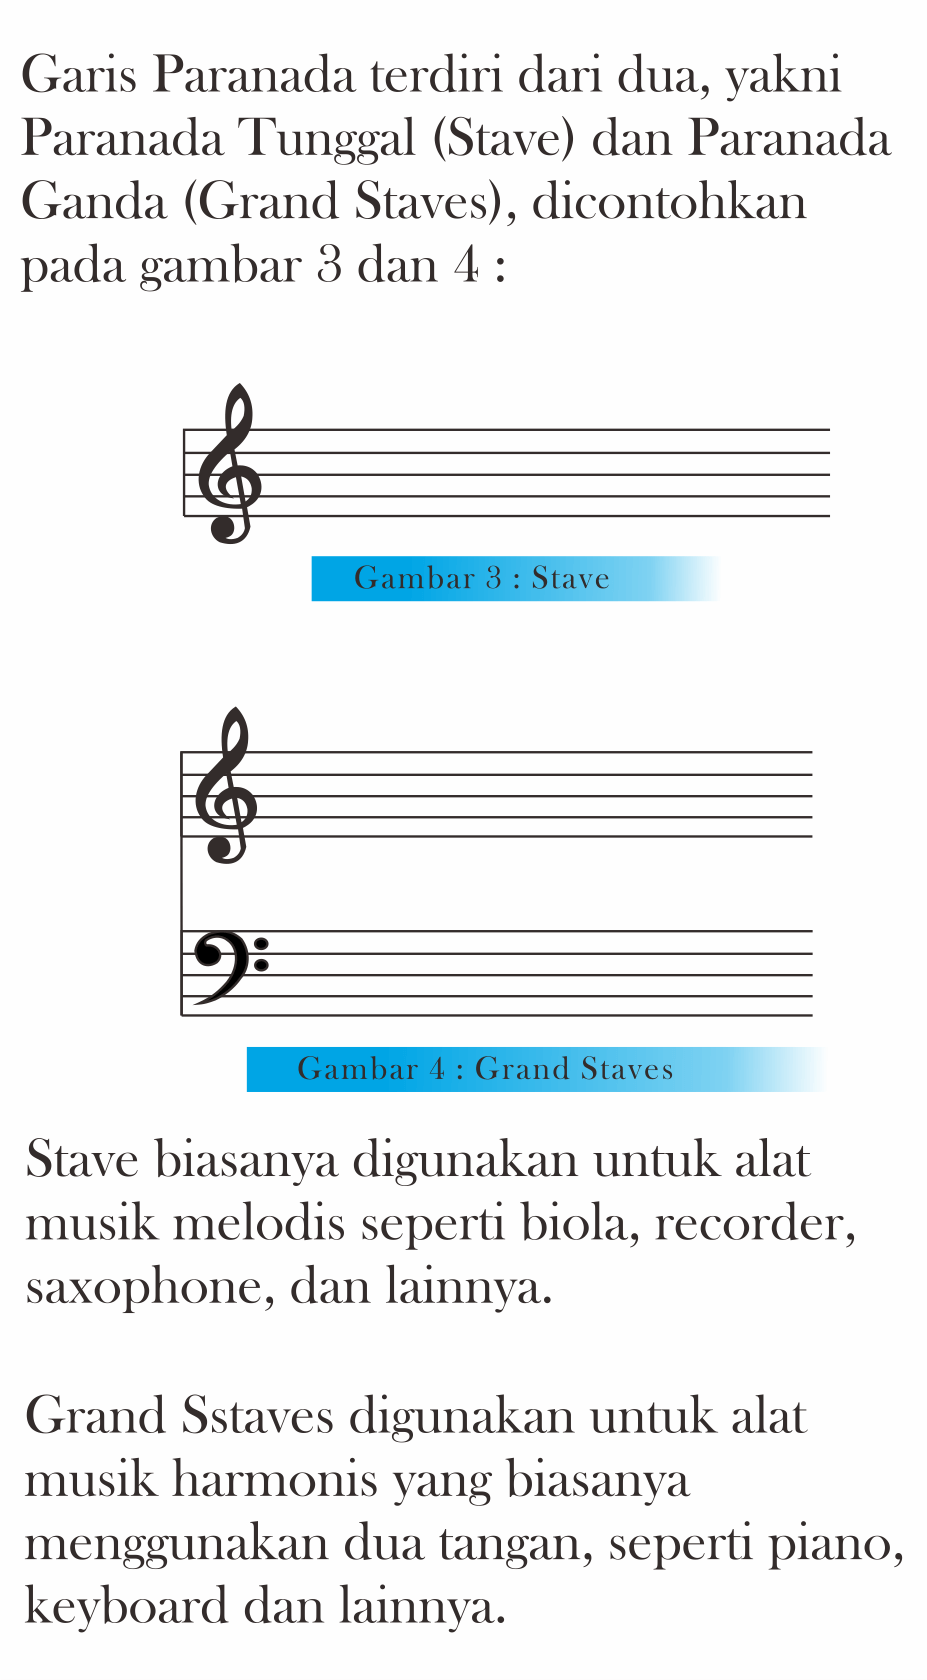 Garis Paranada terdiri dari dua, yakni
Paranada Tunggal (Stave) dan Paranada
Ganda (Grand Staves), dicontohkan
pada gambar 3 dan 4 :
Gambar 3 : Stave
Gambar 4 : Grand Staves
Stave biasanya digunakan untuk alat
musik melodis seperti biola, recorder,
saxophone, dan lainnya.
Grand Sstaves digunakan untuk alat
musik harmonis yang biasanya
menggunakan dua tangan, seperti piano,
keyboard dan lainnya.